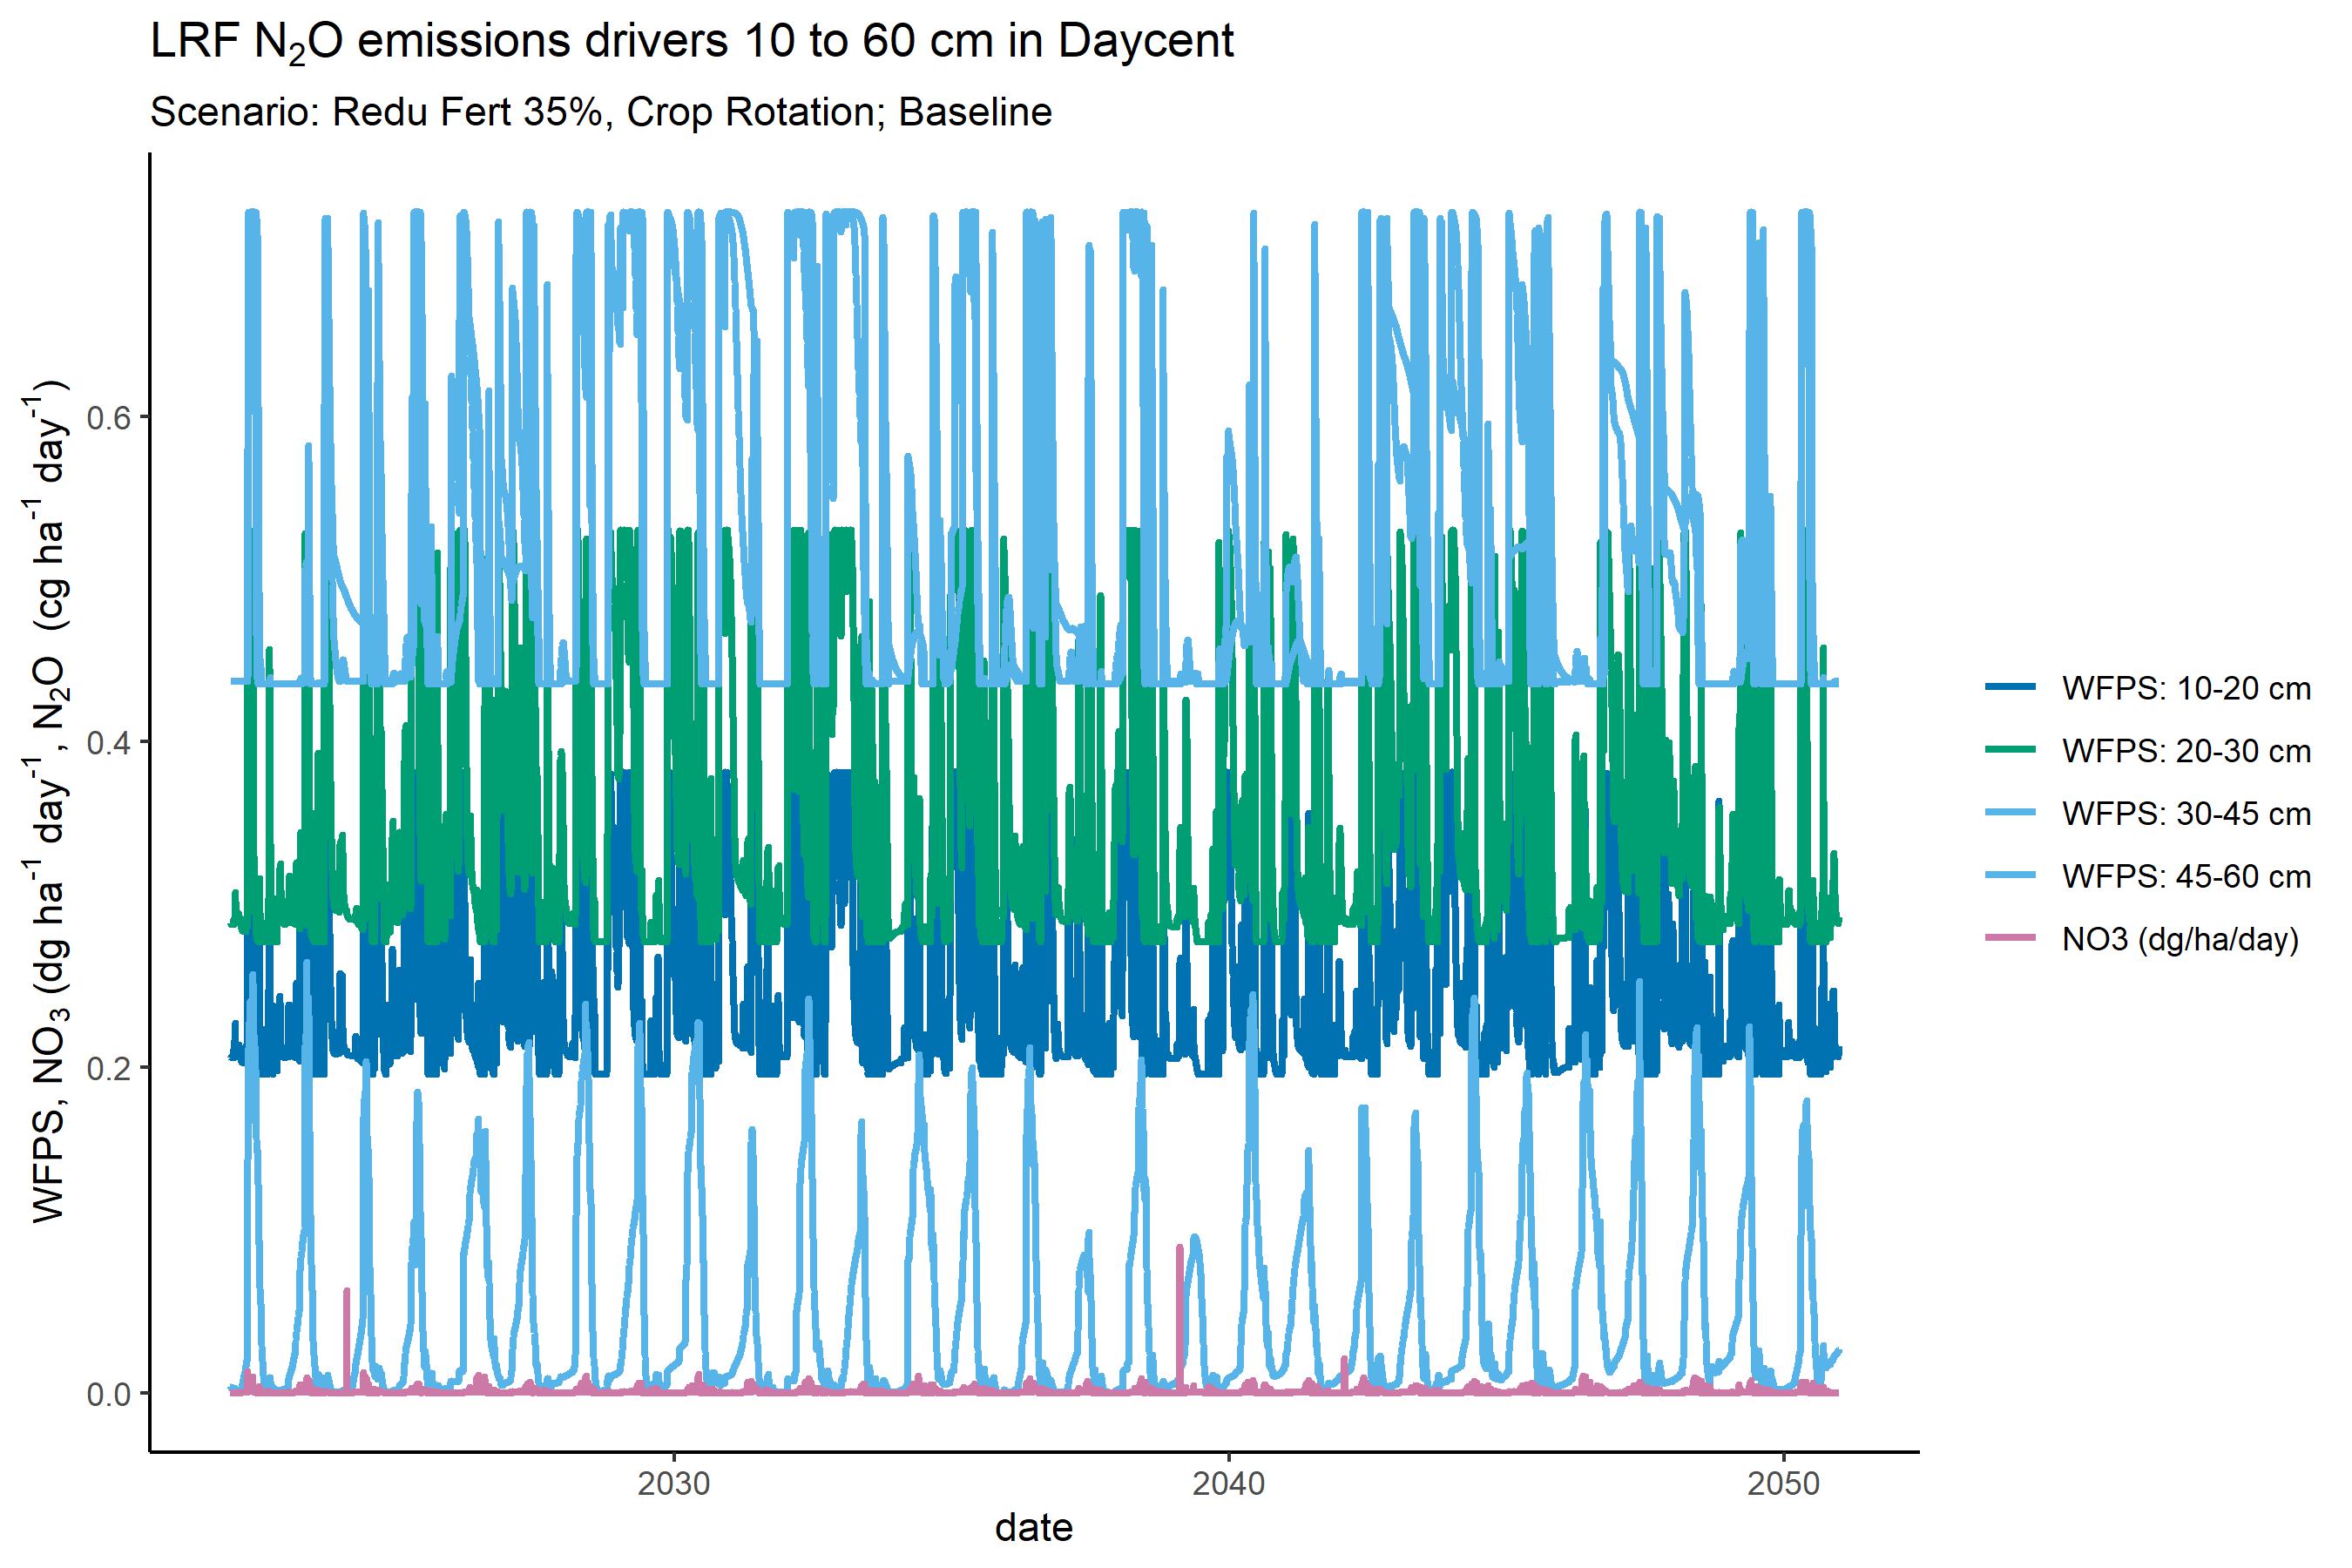 LRF N₂O emissions drivers 10 to 60 cm in Daycent
Scenario: Redu Fert 35%, Crop Rotation; Baseline
WFPS, NO₃ (dg ha⁻¹ day⁻¹, N₂O (cg ha⁻¹ day⁻¹)
0.6
0.4
0.2
0.0
2030
2040
2050
date
WFPS: 10-20 cm
WFPS: 20-30 cm
WFPS: 30-45 cm
WFPS: 45-60 cm
NO3 (dg/ha/day)